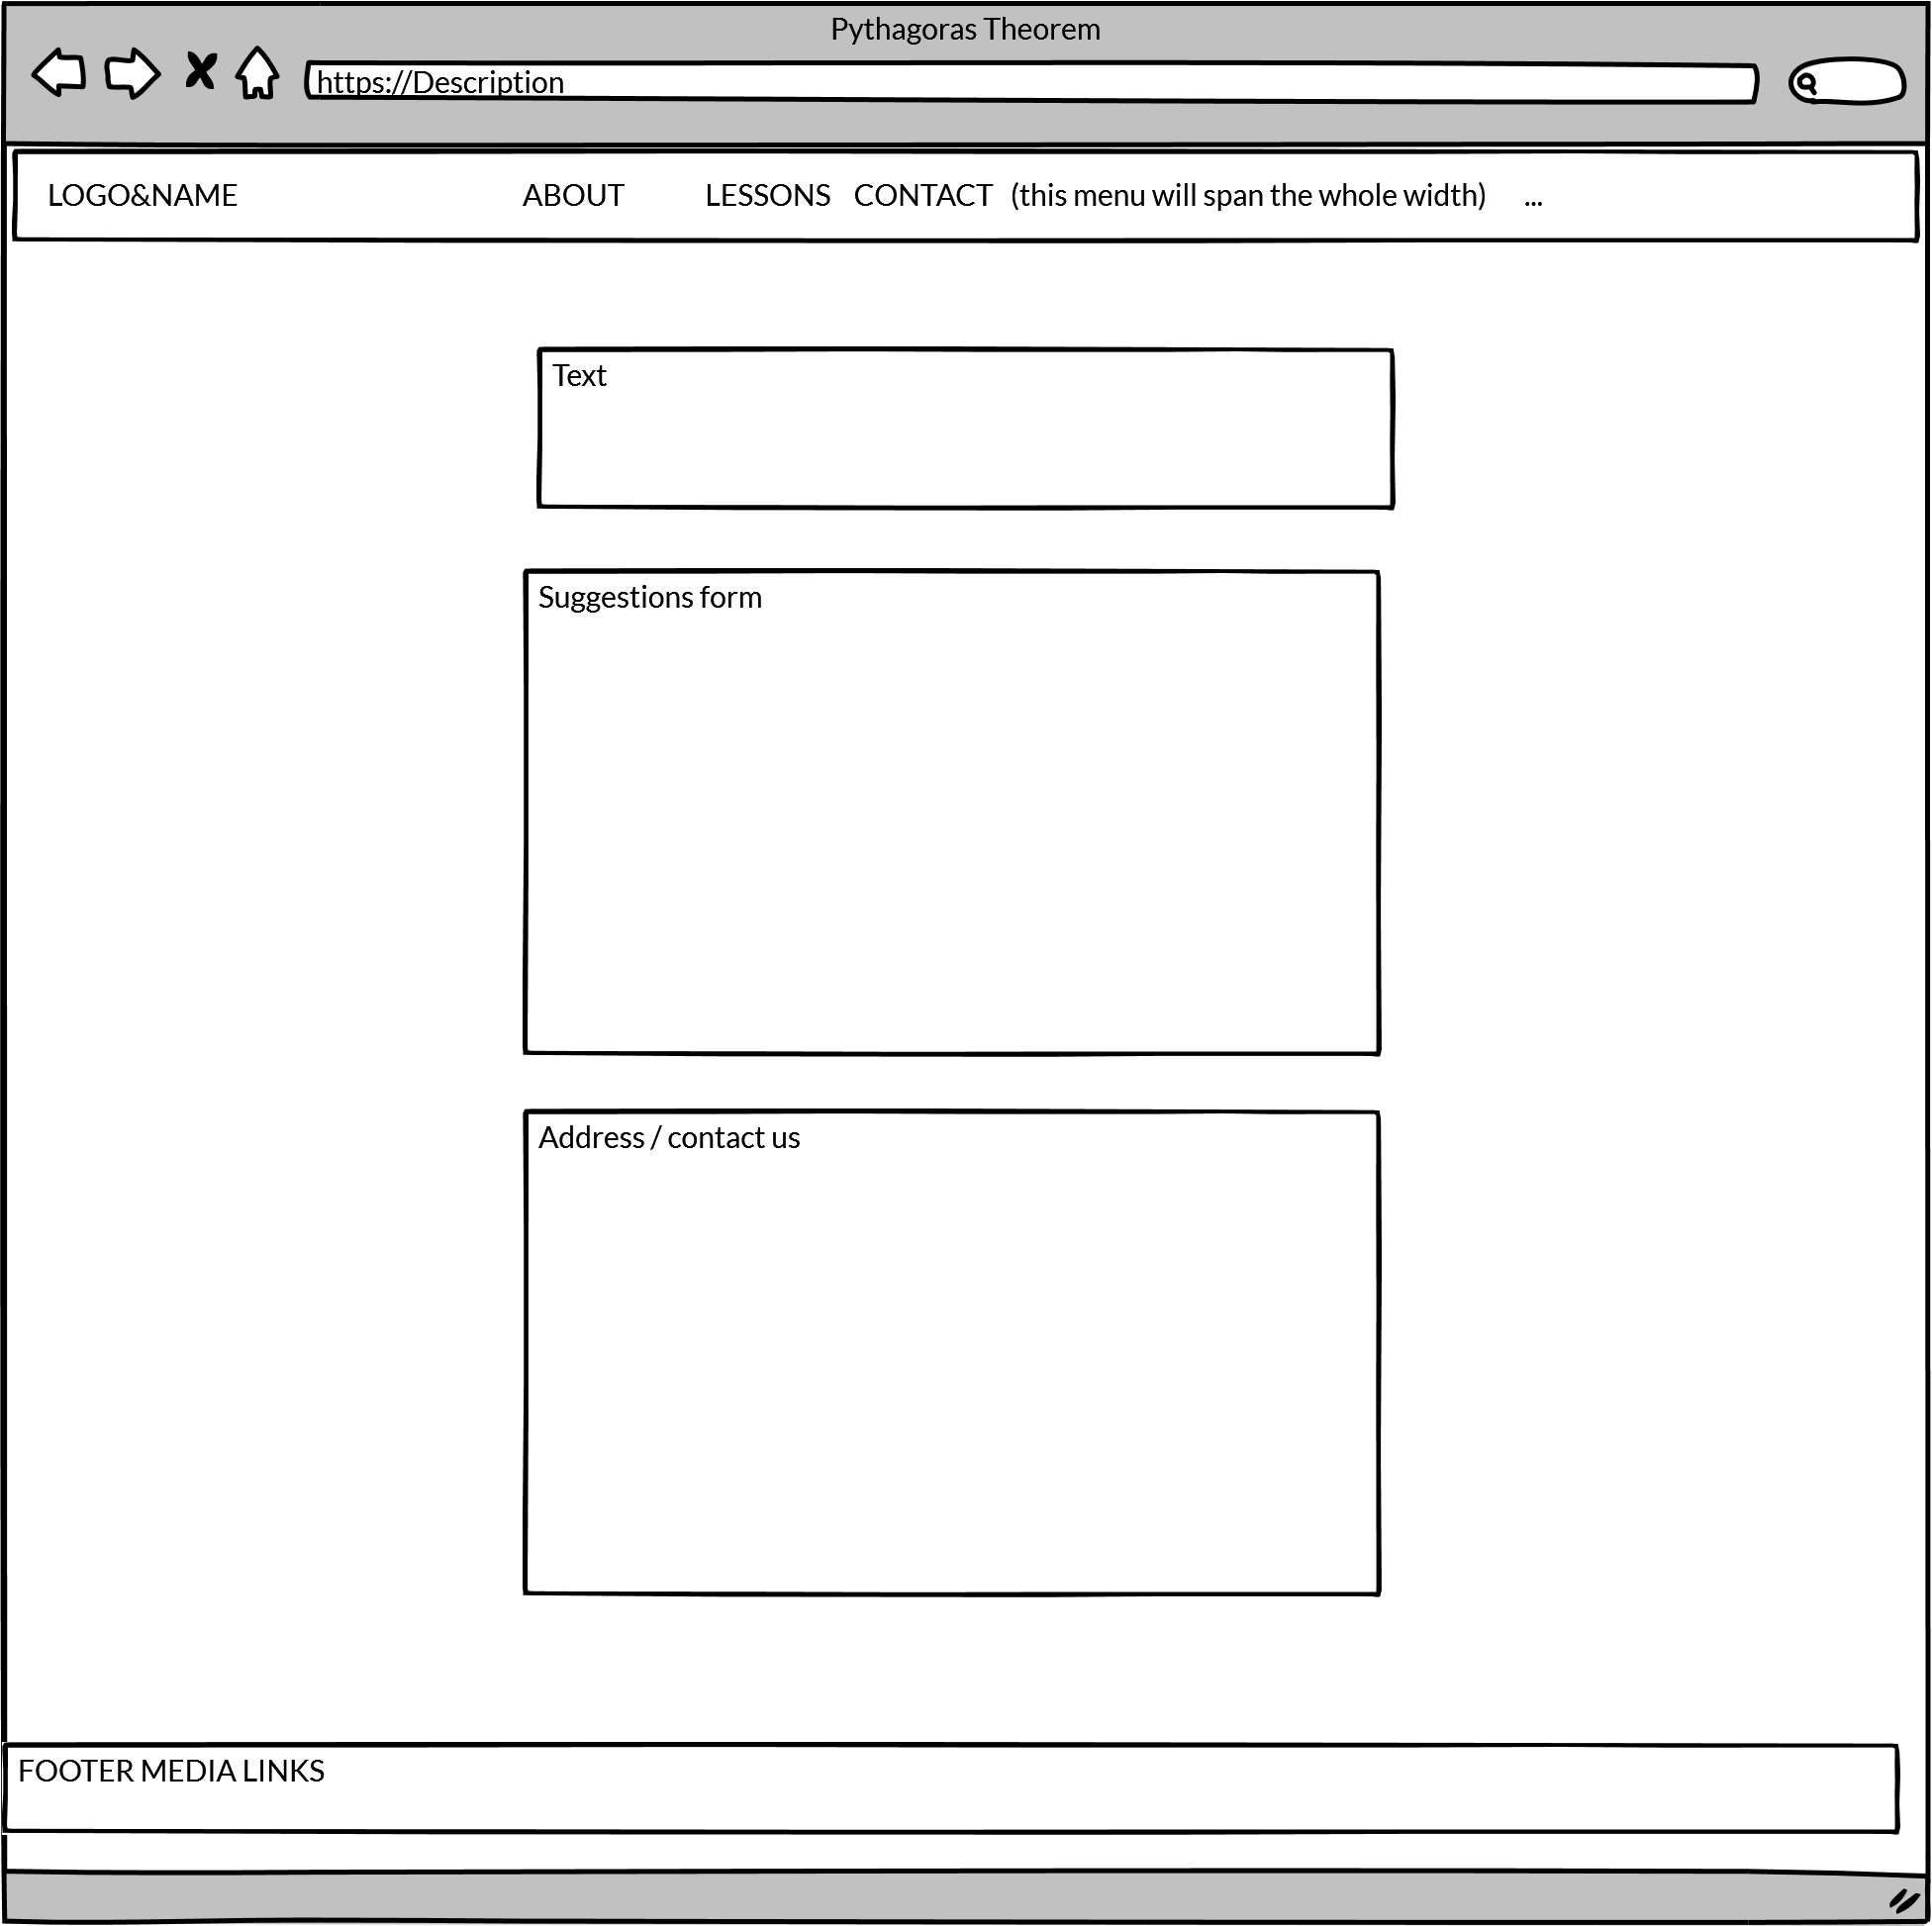 Pythagoras Theorem
https://Description
LOGO&NAME ABOUT LESSONS CONTACT (this menu will span the whole width) ...
Text
Suggestions form
Address / contact us
FOOTER MEDIA LINKS